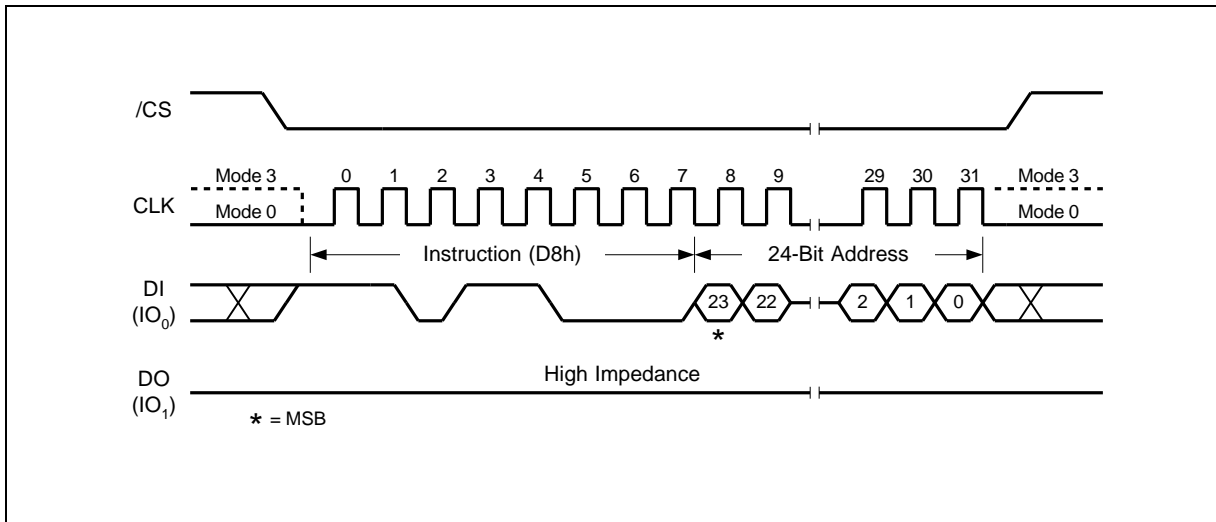 /CS
Mode 3 0 1 2 3 4 5 6 7 8 9 29 30 31 Mode 3
CLK
Mode 0 Mode 0
Instruction (D8h) 24-Bit Address
DI
(IO0)
23 22 2 1 0
*
High Impedance
DO
(IO1)
* = MSB